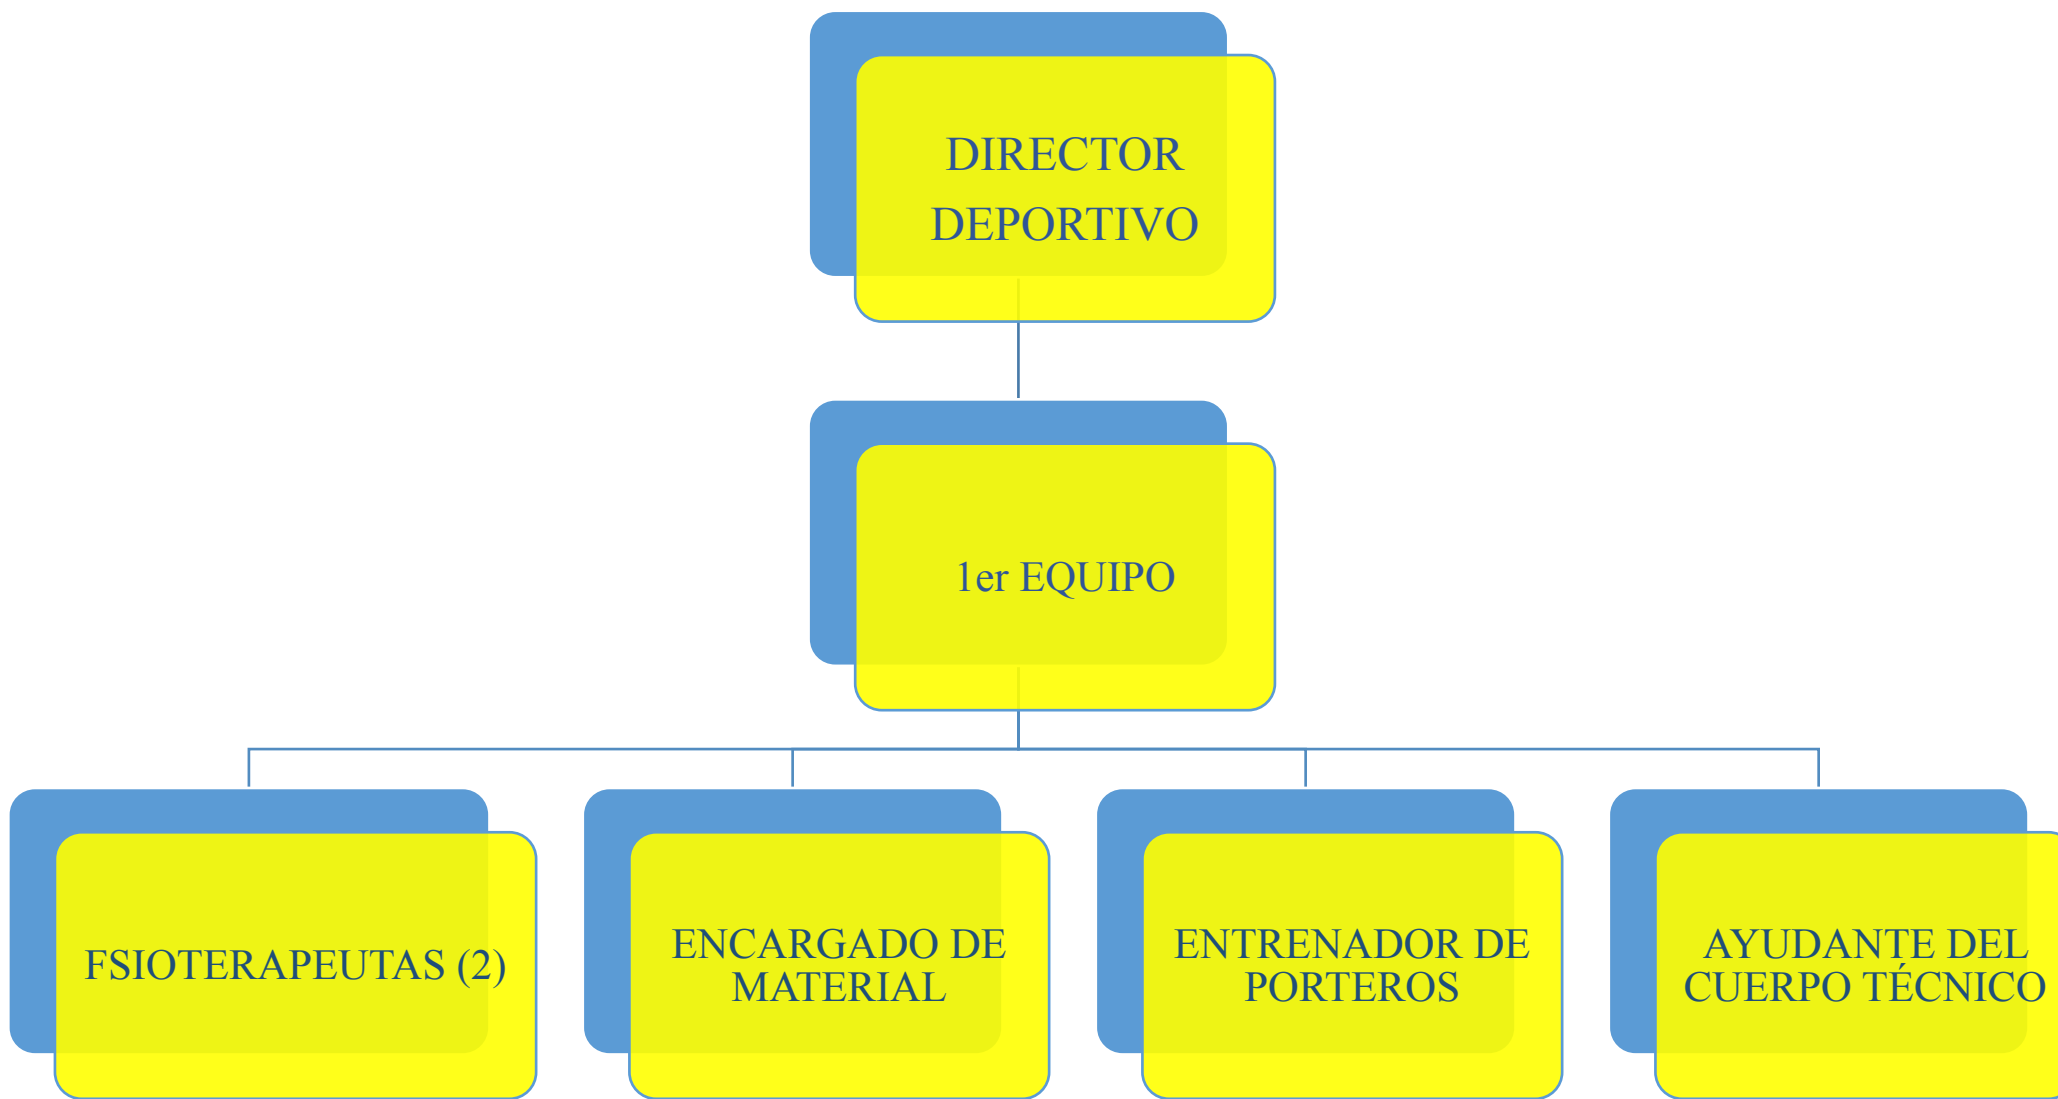 DIRECTOR
DEPORTIVO
1er EQUIPO
FSIOTERAPEUTAS (2)
ENCARGADO DE
MATERIAL
ENTRENADOR DE
PORTEROS
AYUDANTE DEL
CUERPO TÉCNICO